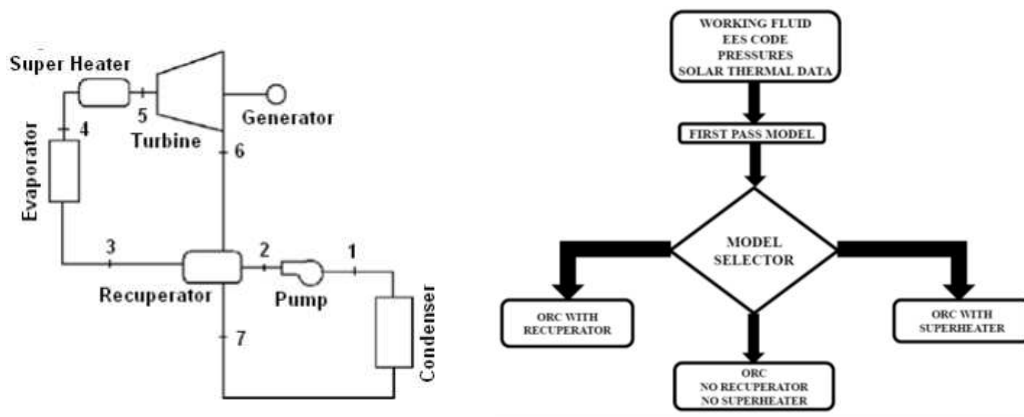 Super Heater
5
Turbine
Generator
4
6
Evaporator
3
2
1
Recuperator
Pump
7
Condenser
WORKING FLUID
EES CODE
PRESSURES
SOLAR THERMAL DATA
FIRST PASS MODEL
MODEL
SELECTOR
ORC WITH
RECUPERATOR
ORC
NO RECUPERATOR
NO SUPERHEATER
ORC WITH
SUPERHEATER